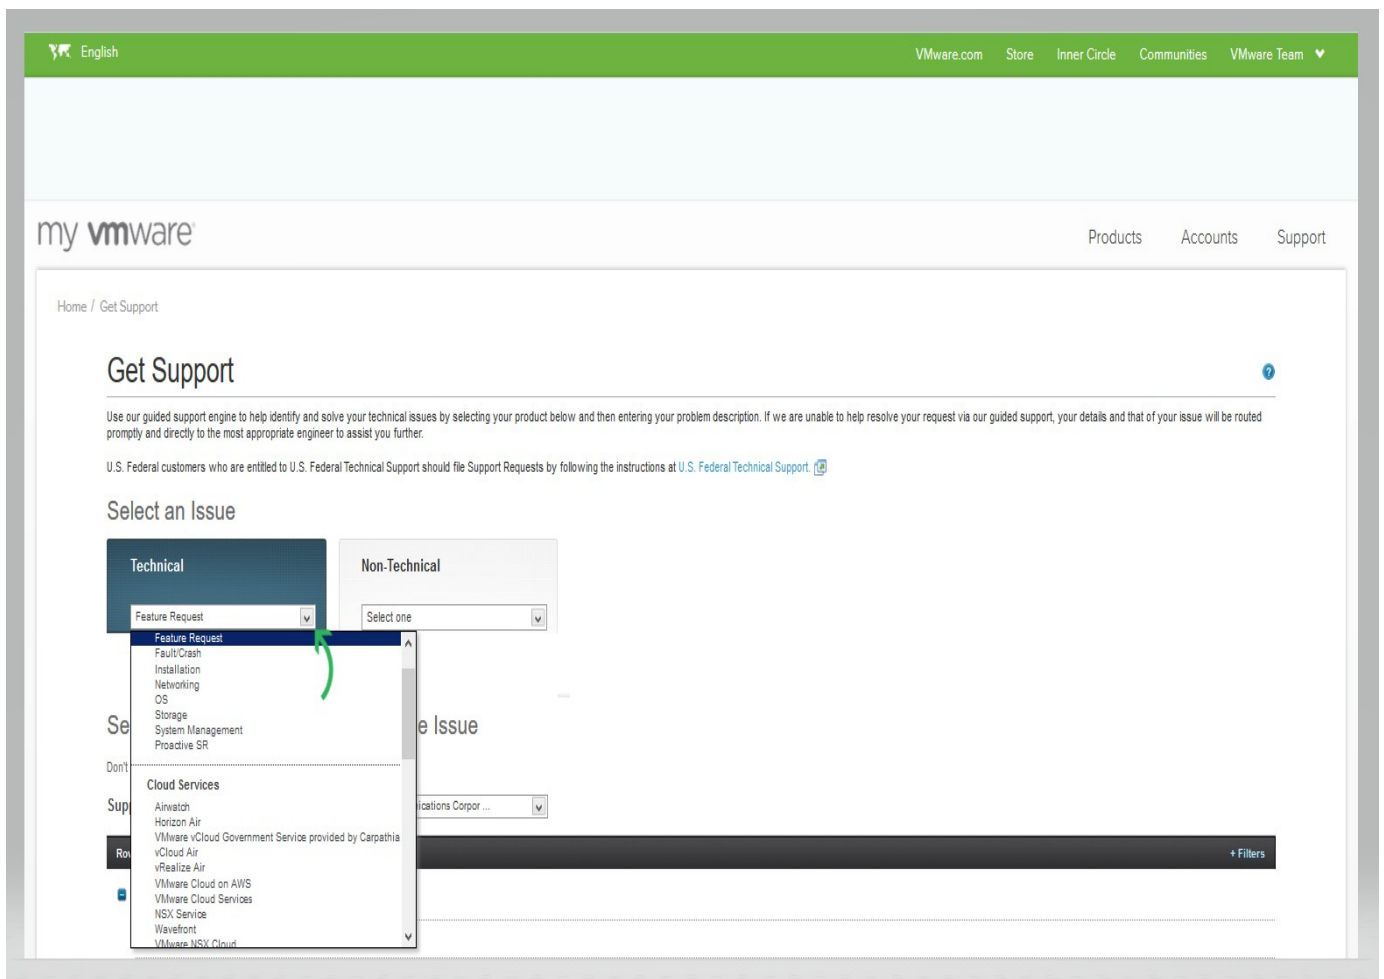 English
VMware.com Store Inner Circle Communities VMware Team
my vmware
Products Accounts Support
Home / Get Support
Get Support
Use our guided support engine to help identify and solve your technical issues by selecting your product below and then entering your problem description. If we are unable to help resolve your request via our guided support, your details and that of your issue will be routed
promptly and directly to the most appropriate engineer to assist you further.
U.S. Federal customers who are entitled to U.S. Federal Technical Support should file Support Requests by following the instructions at U.S. Federal Technical Support.
Select an Issue
Technical
Non-Technical
Feature Request
Select one
Feature Request
Fault/Crash
Installation
Networking
OS
Storage
System Management
Proactive SR
Se
e Issue
Don't
Cloud Services
Supp
ications Corpor ...
Airwatch
Horizon Air
VMware vCloud Government Service provided by Carpathia
vCloud Air
vRealize Air
VMware Cloud on AWS
VMware Cloud Services
NSX Service
Wavefront
VMware NSX Cloud
+ Filters